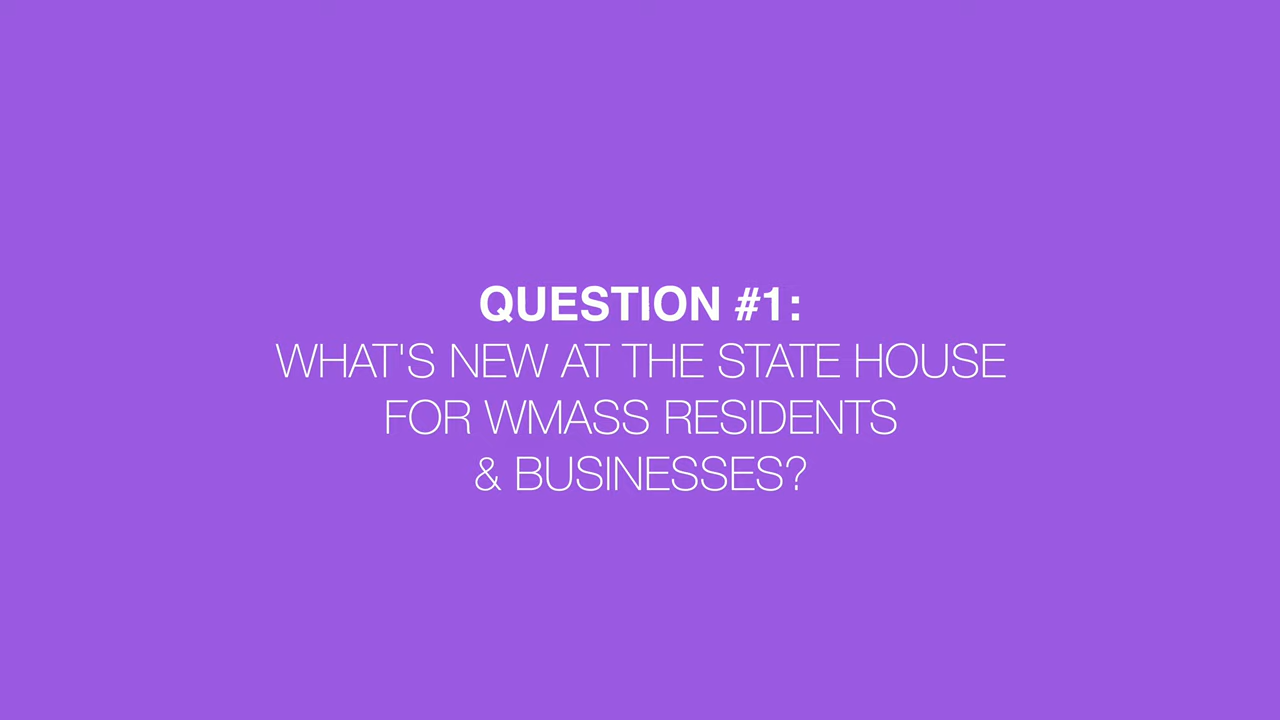 QUESTION #1:
WHAT'S NEW AT THE STATE HOUSE
FOR WMASS RESIDENTS
& BUSINESSES?